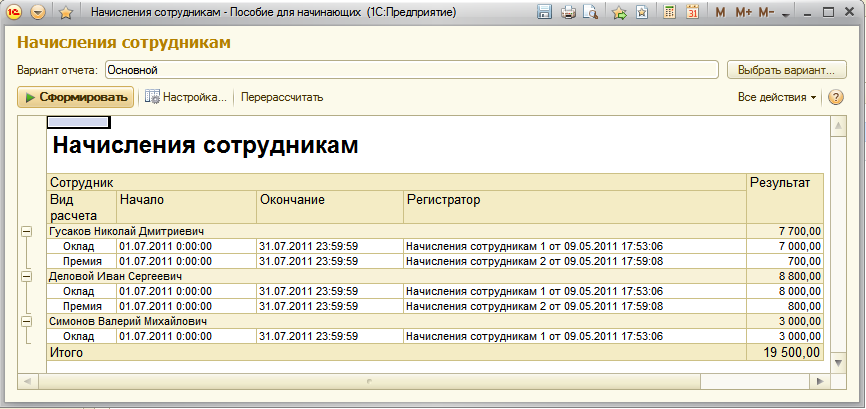 Начисления сотрудникам - Пособие для начинающих (1С:Предприятие)
M M+ M-
Начисления сотрудникам
Вариант отчета: Основной Выбрать вариант...
Сформировать Настройка... Перерассчитать Все действия ?
Начисления сотрудникам
Сотрудник Результат
Вид расчета Начало Окончание Регистратор
Гусаков Николай Дмитриевич 7 700,00
Оклад 01.07.2011 0:00:00 31.07.2011 23:59:59 Начисления сотрудникам 1 от 09.05.2011 17:53:06 7 000,00
Премия 01.07.2011 0:00:00 31.07.2011 23:59:59 Начисления сотрудникам 2 от 09.05.2011 17:59:08 700,00
Деловой Иван Сергеевич 8 800,00
Оклад 01.07.2011 0:00:00 31.07.2011 23:59:59 Начисления сотрудникам 1 от 09.05.2011 17:53:06 8 000,00
Премия 01.07.2011 0:00:00 31.07.2011 23:59:59 Начисления сотрудникам 2 от 09.05.2011 17:59:08 800,00
Симонов Валерий Михайлович 3 000,00
Оклад 01.07.2011 0:00:00 31.07.2011 23:59:59 Начисления сотрудникам 1 от 09.05.2011 17:53:06 3 000,00
Итого 19 500,00